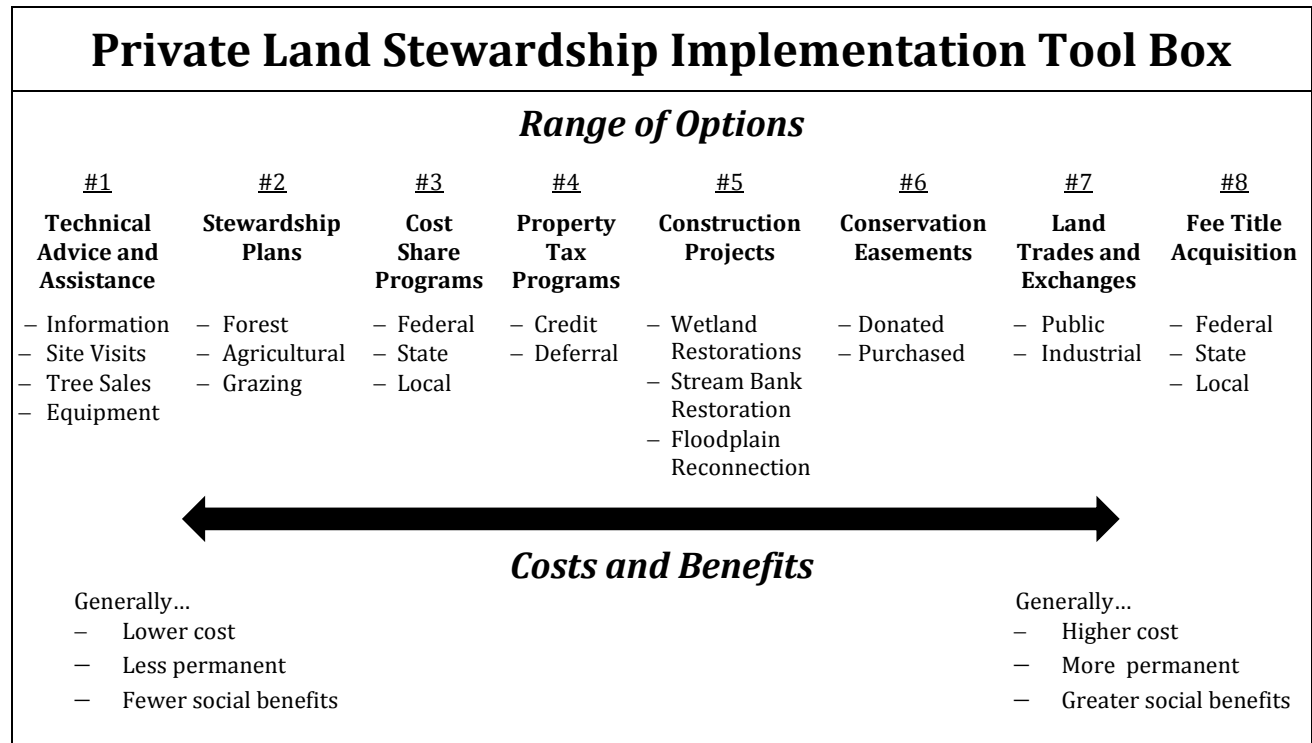 Private Land Stewardship Implementation Tool Box
Range of Options
#1
Technical
Advice and
Assistance
– Information
– Site Visits
– Tree Sales
– Equipment
#2
Stewardship
Plans
– Forest
– Agricultural
– Grazing
#3
Cost
Share
Programs
– Federal
– State
– Local
#4
Property
Tax
Programs
– Credit
– Deferral
#5
Construction
Projects
– Wetland
Restorations
– Stream Bank
Restoration
– Floodplain
Reconnection
#6
Conservation
Easements
– Donated
– Purchased
#7
Land
Trades and
Exchanges
– Public
– Industrial
#8
Fee Title
Acquisition
– Federal
– State
– Local
Costs and Benefits
Generally…
– Lower cost
– Less permanent
– Fewer social benefits
Generally…
– Higher cost
– More permanent
– Greater social benefits